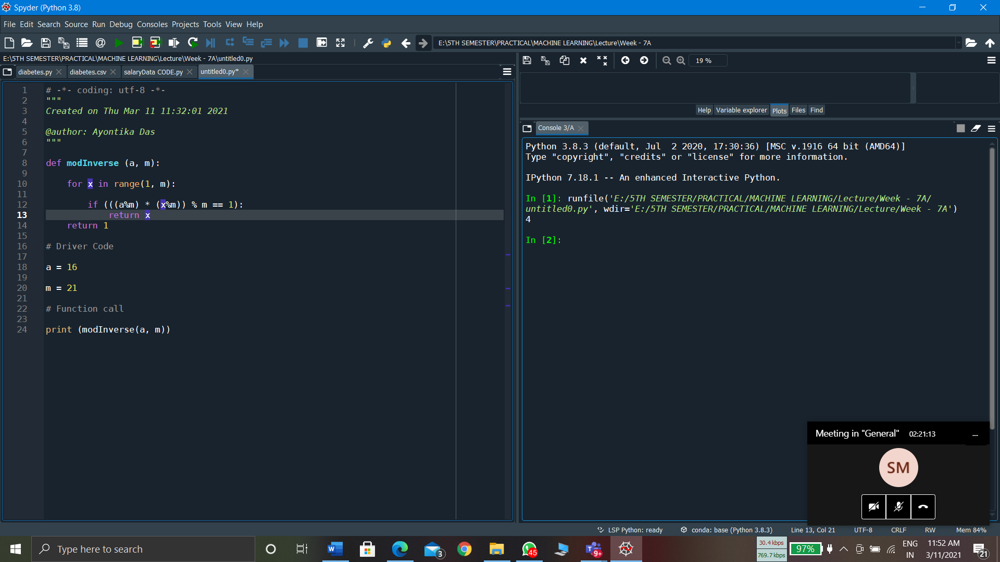 Spyder (Python 3.8)
File Edit Search Source Run Debug Consoles Projects Tools View Help
E:\5TH SEMESTER\PRACTICAL\MACHINE LEARNING\Lecture\Week - 7A
E:\5TH SEMESTER\PRACTICAL\MACHINE LEARNING\Lecture\Week - 7A\untitled0.py
diabetes.py diabetes.csv salaryData CODE.py untitled0.py*
1 # -*- coding: utf-8 -*-
2 """
3 Created on Thu Mar 11 11:32:01 2021
4
5 @author: Ayontika Das
6 """
7
8 def modInverse (a, m):
9
10 for x in range(1, m):
11
12 if (((a%m) * (x%m)) % m == 1):
13 return x
14 return 1
15
16 # Driver Code
17
18 a = 16
19
20 m = 21
21
22 # Function call
23
24 print (modInverse(a, m))
19 %
Help Variable explorer Plots Files Find
Console 3/A
Python 3.8.3 (default, Jul  2 2020, 17:30:36) [MSC v.1916 64 bit (AMD64)]
Type "copyright", "credits" or "license" for more information.
IPython 7.18.1 -- An enhanced Interactive Python.
In [1]: runfile('E:/5TH SEMESTER/PRACTICAL/MACHINE LEARNING/Lecture/Week - 7A/
untitled0.py', wdir='E:/5TH SEMESTER/PRACTICAL/MACHINE LEARNING/Lecture/Week - 7A')
4
In [2]:
Meeting in "General" 02:21:13
SM
LSP Python: ready conda: base (Python 3.8.3) Line 13, Col 21 UTF-8 CRLF RW Mem 84%
Type here to search
3
45
9+
30.4 kbps
769.7 kbps
97%
ENG
IN
11:52 AM
3/11/2021
21